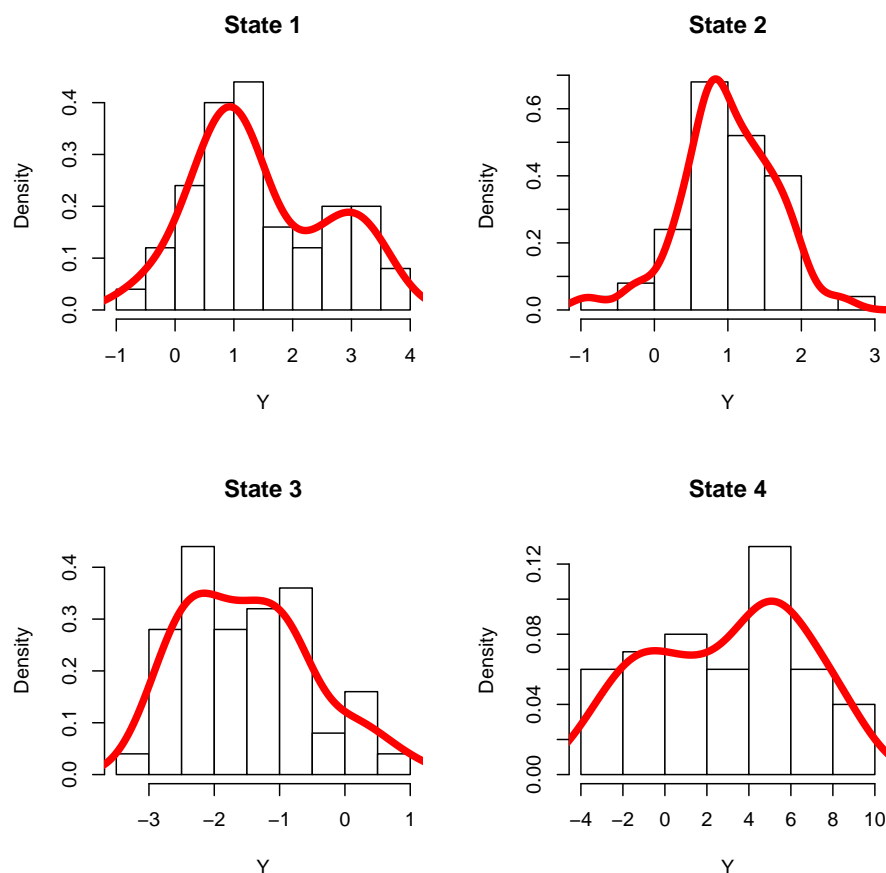 State 1
Density
0.0 0.1 0.2 0.3 0.4
−1 0 1 2 3 4
Y
State 2
Density
0.0 0.2 0.4 0.6
−1 0 1 2 3
Y
State 3
Density
0.0 0.1 0.2 0.3 0.4
−3 −2 −1 0 1
Y
State 4
Density
0.00 0.04 0.08 0.12
−4 −2 0 2 4 6 8 10
Y